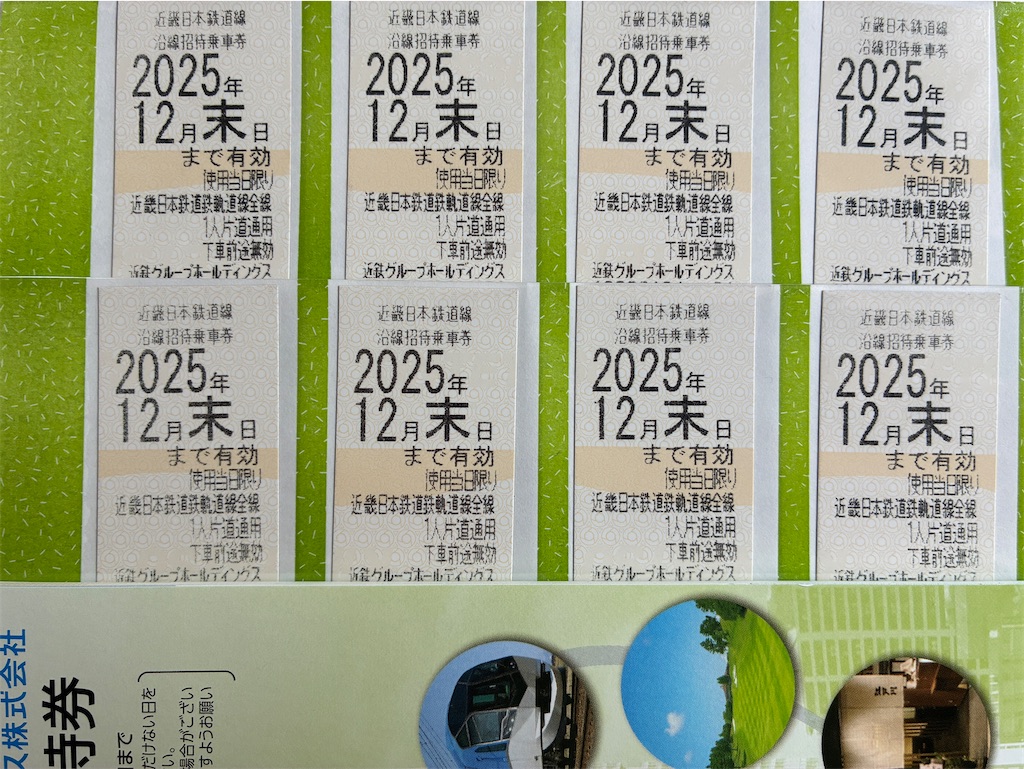 近畿日本鉄道線
沿線招待乗車券
2025年
12月末日
まで有効
使用当日限り
近畿日本鉄道鉄軌道線全線
1人片道通用
下車前途無効
近鉄グループホールディングス
近畿日本鉄道線
沿線招待乗車券
2025年
12月末日
まで有効
使用当日限り
近畿日本鉄道鉄軌道線全線
1人片道通用
下車前途無効
近鉄グループホールディングス
近畿日本鉄道線
沿線招待乗車券
2025年
12月末日
まで有効
使用当日限り
近畿日本鉄道鉄軌道線全線
1人片道通用
下車前途無効
近鉄グループホールディングス
近畿日本鉄道線
沿線招待乗車券
2025年
12月末日
まで有効
使用当日限り
近畿日本鉄道鉄軌道線全線
1人片道通用
下車前途無効
近鉄グループホールディングス
近畿日本鉄道線
沿線招待乗車券
2025年
12月末日
まで有効
使用当日限り
近畿日本鉄道鉄軌道線全線
1人片道通用
下車前途無効
近鉄グループホールディングス
近畿日本鉄道線
沿線招待乗車券
2025年
12月末日
まで有効
使用当日限り
近畿日本鉄道鉄軌道線全線
1人片道通用
下車前途無効
近鉄グループホールディングス
近畿日本鉄道線
沿線招待乗車券
2025年
12月末日
まで有効
使用当日限り
近畿日本鉄道鉄軌道線全線
1人片道通用
下車前途無効
近鉄グループホールディングス
近畿日本鉄道線
沿線招待乗車券
2025年
12月末日
まで有効
使用当日限り
近畿日本鉄道鉄軌道線全線
1人片道通用
下車前途無効
近鉄グループホールディングス
ス株式会社
券
まで
だけない日を
い。
場合がござい
すようお願い